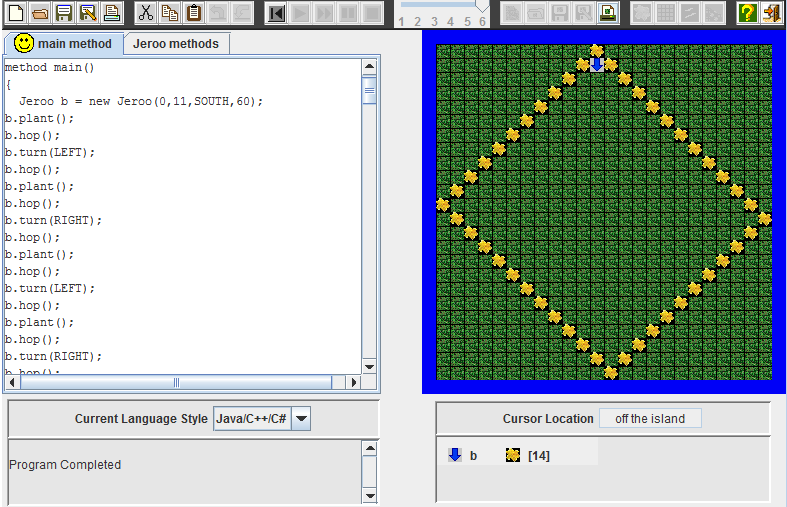 1 2 3 4 5 6
main method
Jeroo methods
method main()
{
Jeroo b = new Jeroo(0,11,SOUTH,60);
b.plant();
b.hop();
b.turn(LEFT);
b.hop();
b.plant();
b.hop();
b.turn(RIGHT);
b.hop();
b.plant();
b.hop();
b.turn(LEFT);
b.hop();
b.plant();
b.hop();
b.turn(RIGHT);
b.hop();
Current Language Style Java/C++/C#
Program Completed
Cursor Location off the island
b [14]